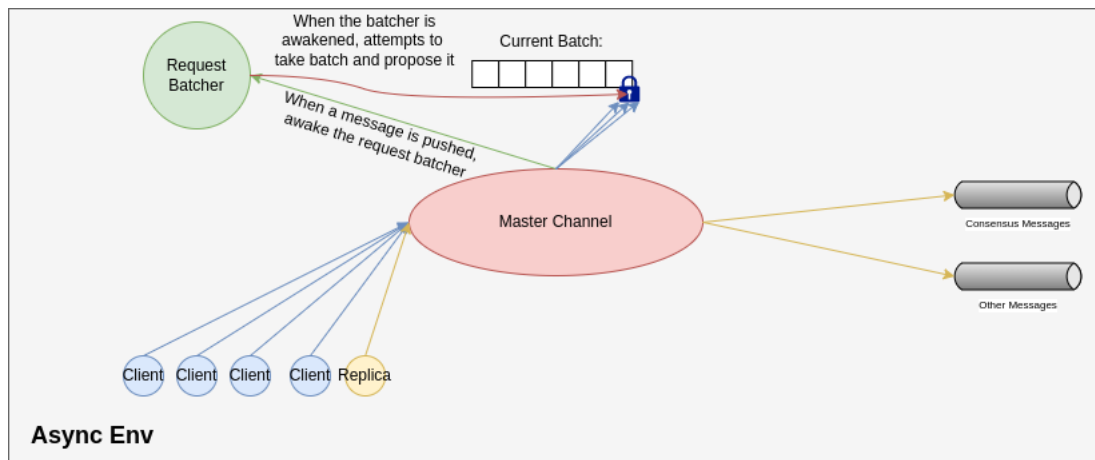 When the batcher is
awakened, attempts to
take batch and propose it
Current Batch:
Request
Batcher
When a message is pushed,
awake the request batcher
Master Channel
Consensus Messages
Other Messages
Client
Client
Client
Client
Replica
Async Env